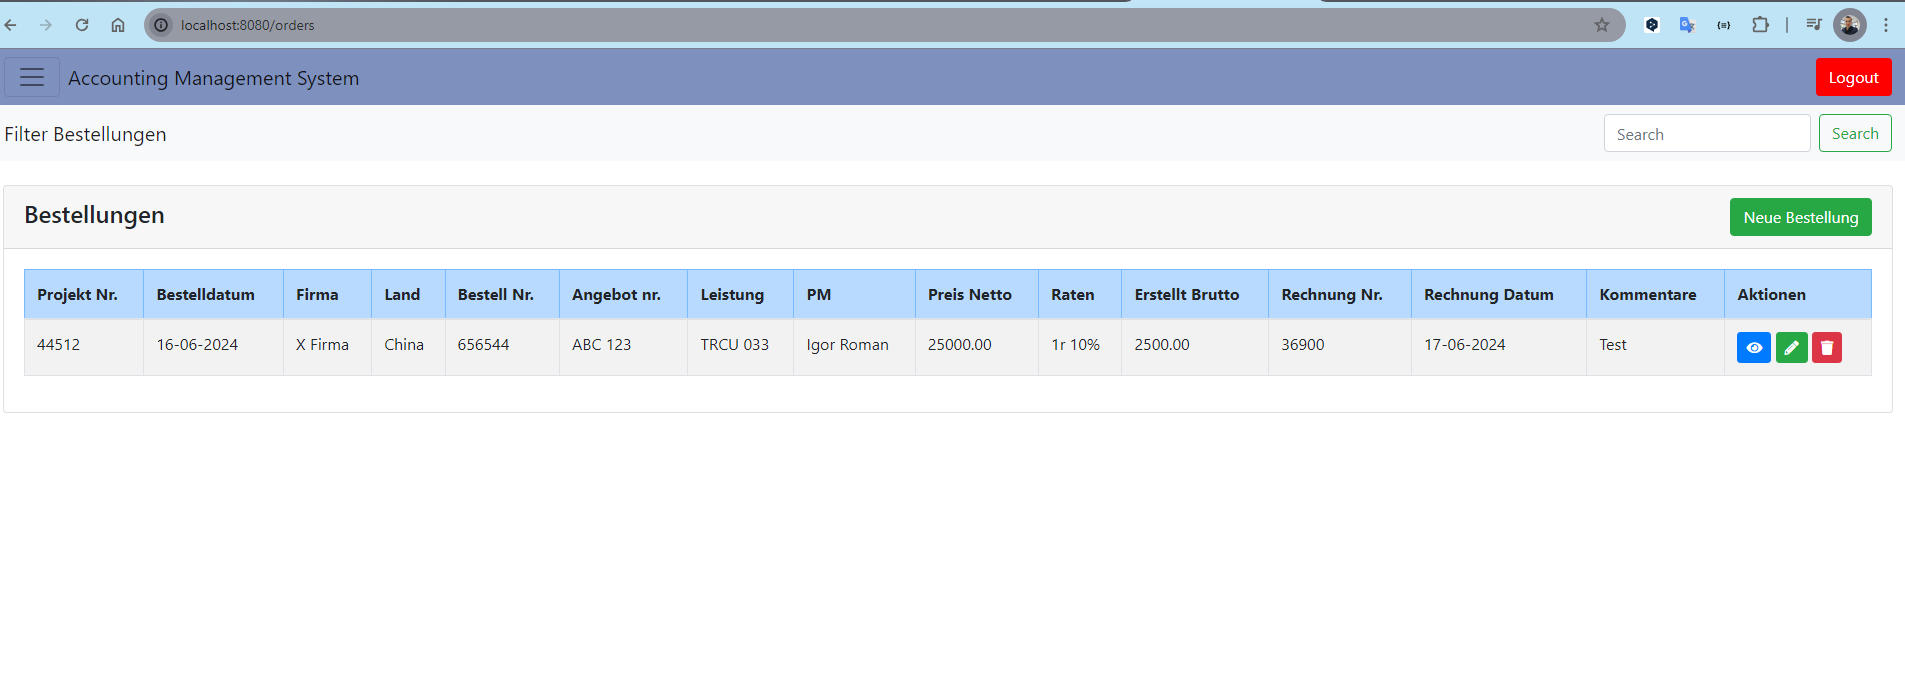 localhost:8080/orders
Accounting Management System
Logout
Filter Bestellungen
Search
Search
Bestellungen
Neue Bestellung
Projekt Nr. Bestelldatum Firma Land Bestell Nr. Angebot nr. Leistung PM Preis Netto Raten Erstellt Brutto Rechnung Nr. Rechnung Datum Kommentare Aktionen
44512 16-06-2024 X Firma China 656544 ABC 123 TRCU 033 Igor Roman 25000.00 1r 10% 2500.00 36900 17-06-2024 Test